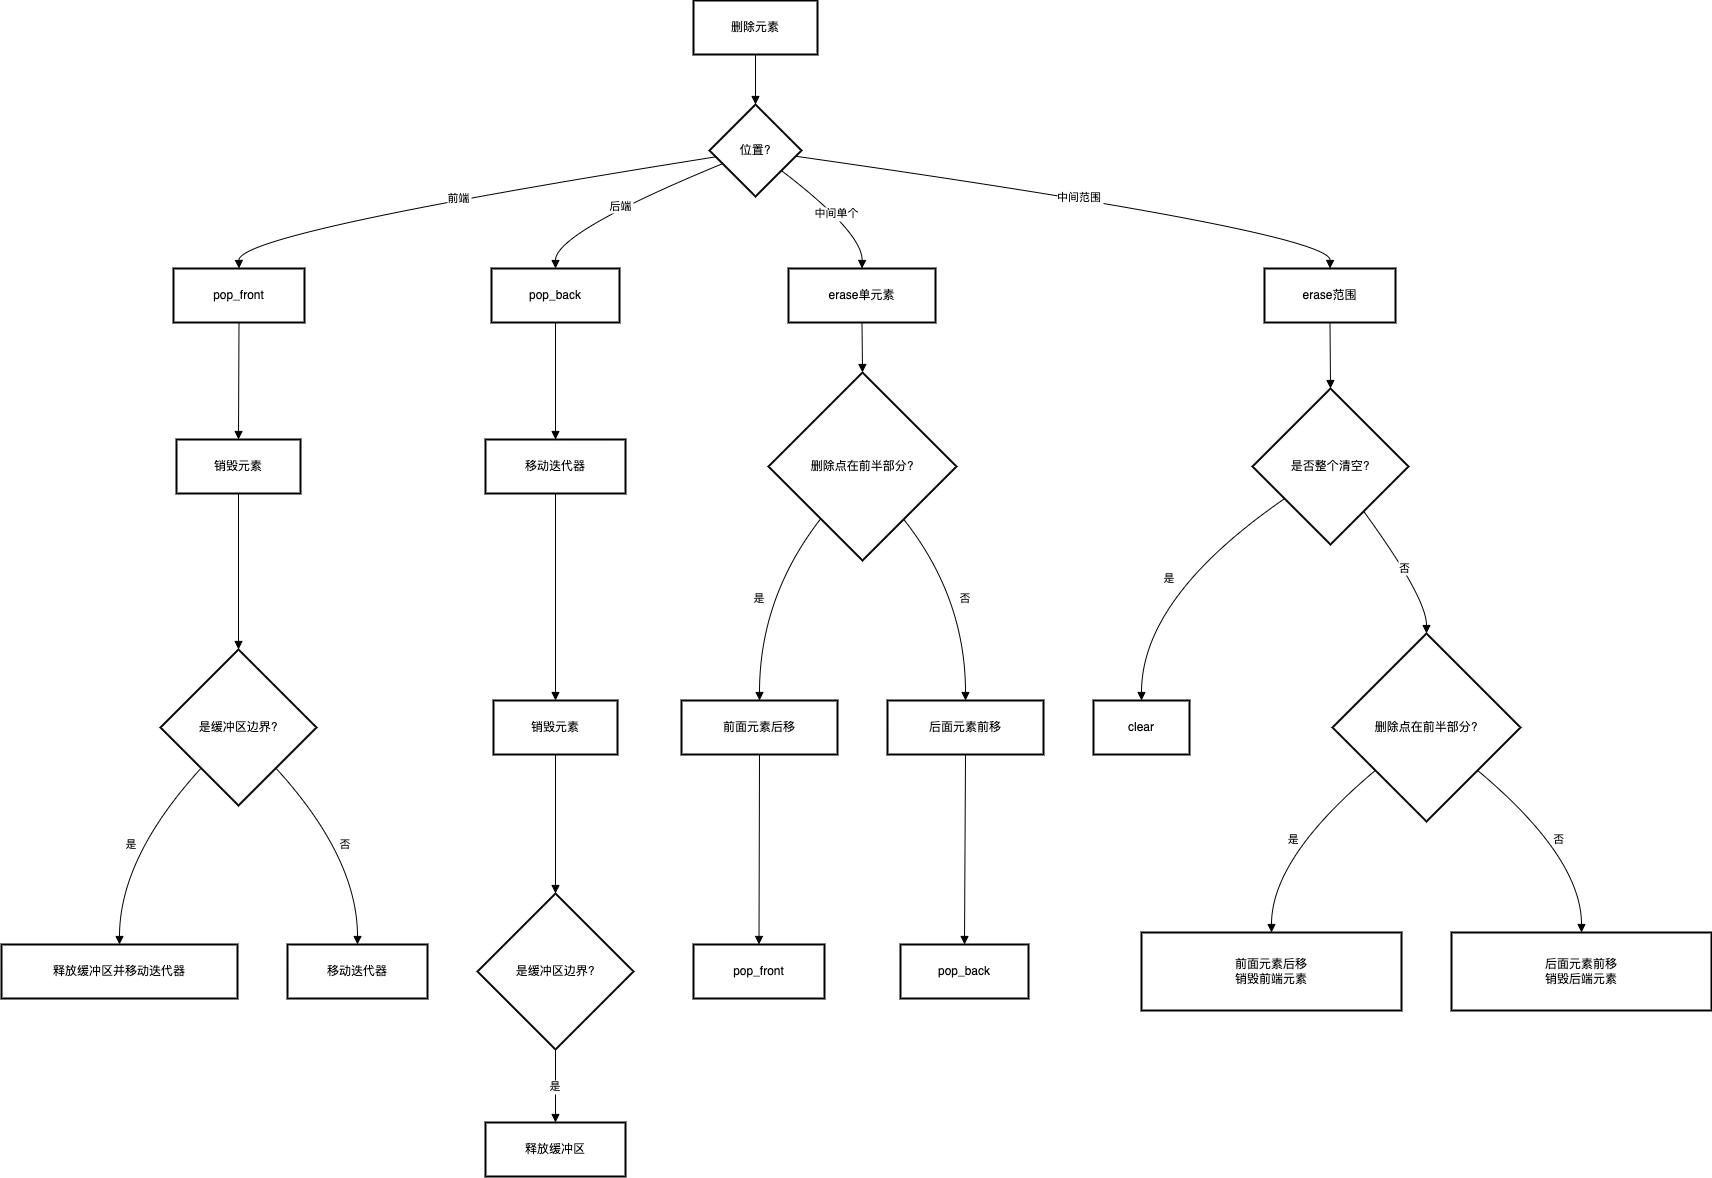 删除元素
位置?
前端
后端
中间单个
中间范围
pop_front
pop_back
erase单元素
erase范围
销毁元素
移动迭代器
删除点在前半部分?
是否整个清空?
是
否
是
否
是缓冲区边界?
销毁元素
前面元素后移
后面元素前移
clear
删除点在前半部分?
是
否
是
否
释放缓冲区并移动迭代器
移动迭代器
是缓冲区边界?
pop_front
pop_back
前面元素后移
销毁前端元素
后面元素前移
销毁后端元素
是
释放缓冲区